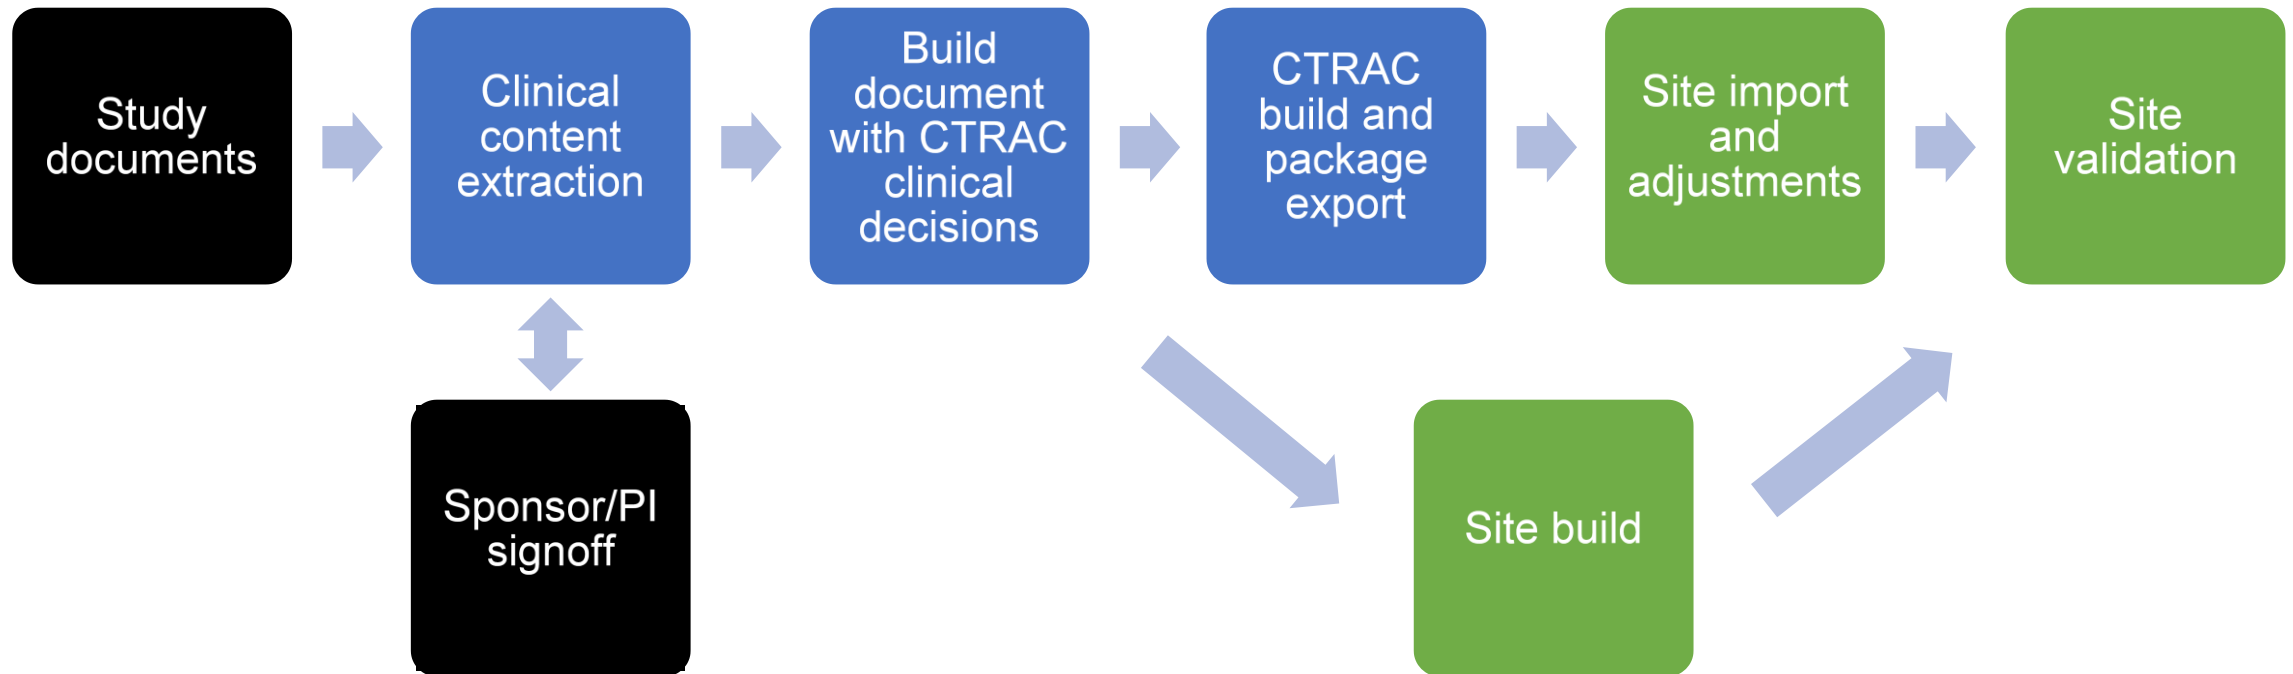 Study
documents
Clinical
content
extraction
Build
document
with CTRAC
clinical
decisions
CTRAC
build and
package
export
Site import
and
adjustments
Site
validation
Sponsor/PI
signoff
Site build